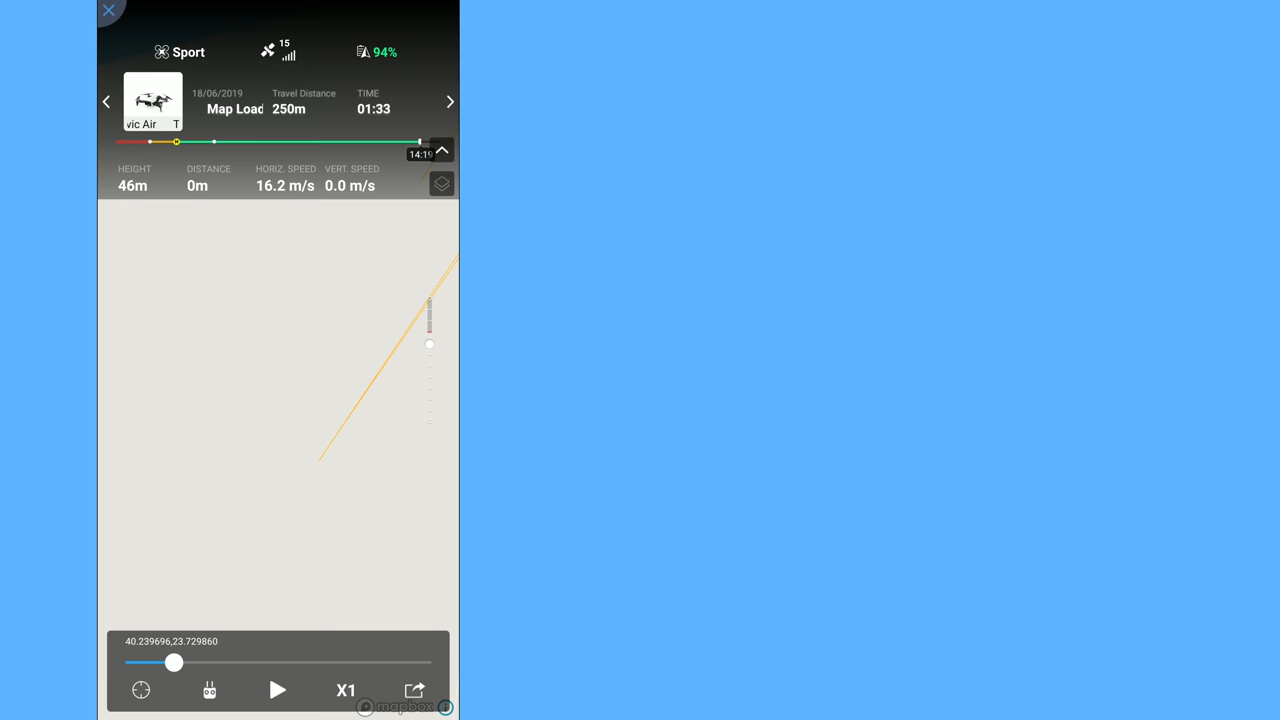 Sport
15
94%
18/06/2019 Travel Distance TIME
Map Load 250m 01:33
vic Air T
H
14:19
HEIGHT DISTANCE HORIZ. SPEED VERT. SPEED
46m 0m 16.2 m/s 0.0 m/s
40.239696,23.729860
X1
mapbox